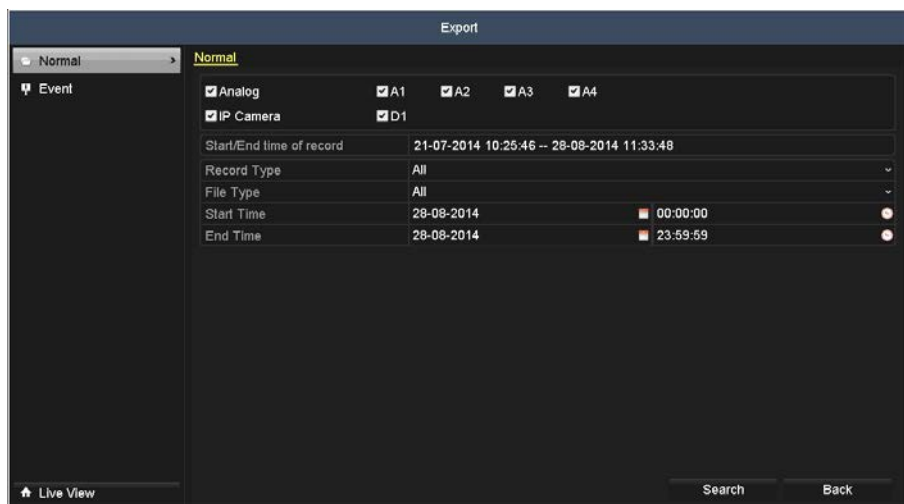 Export
Normal
Event
Live View
Normal
Analog A1 A2 A3 A4
IP Camera D1
Start/End time of record 21-07-2014 10:25:46 -- 28-08-2014 11:33:48
Record Type All
File Type All
Start Time 28-08-2014 00:00:00
End Time 28-08-2014 23:59:59
Search Back